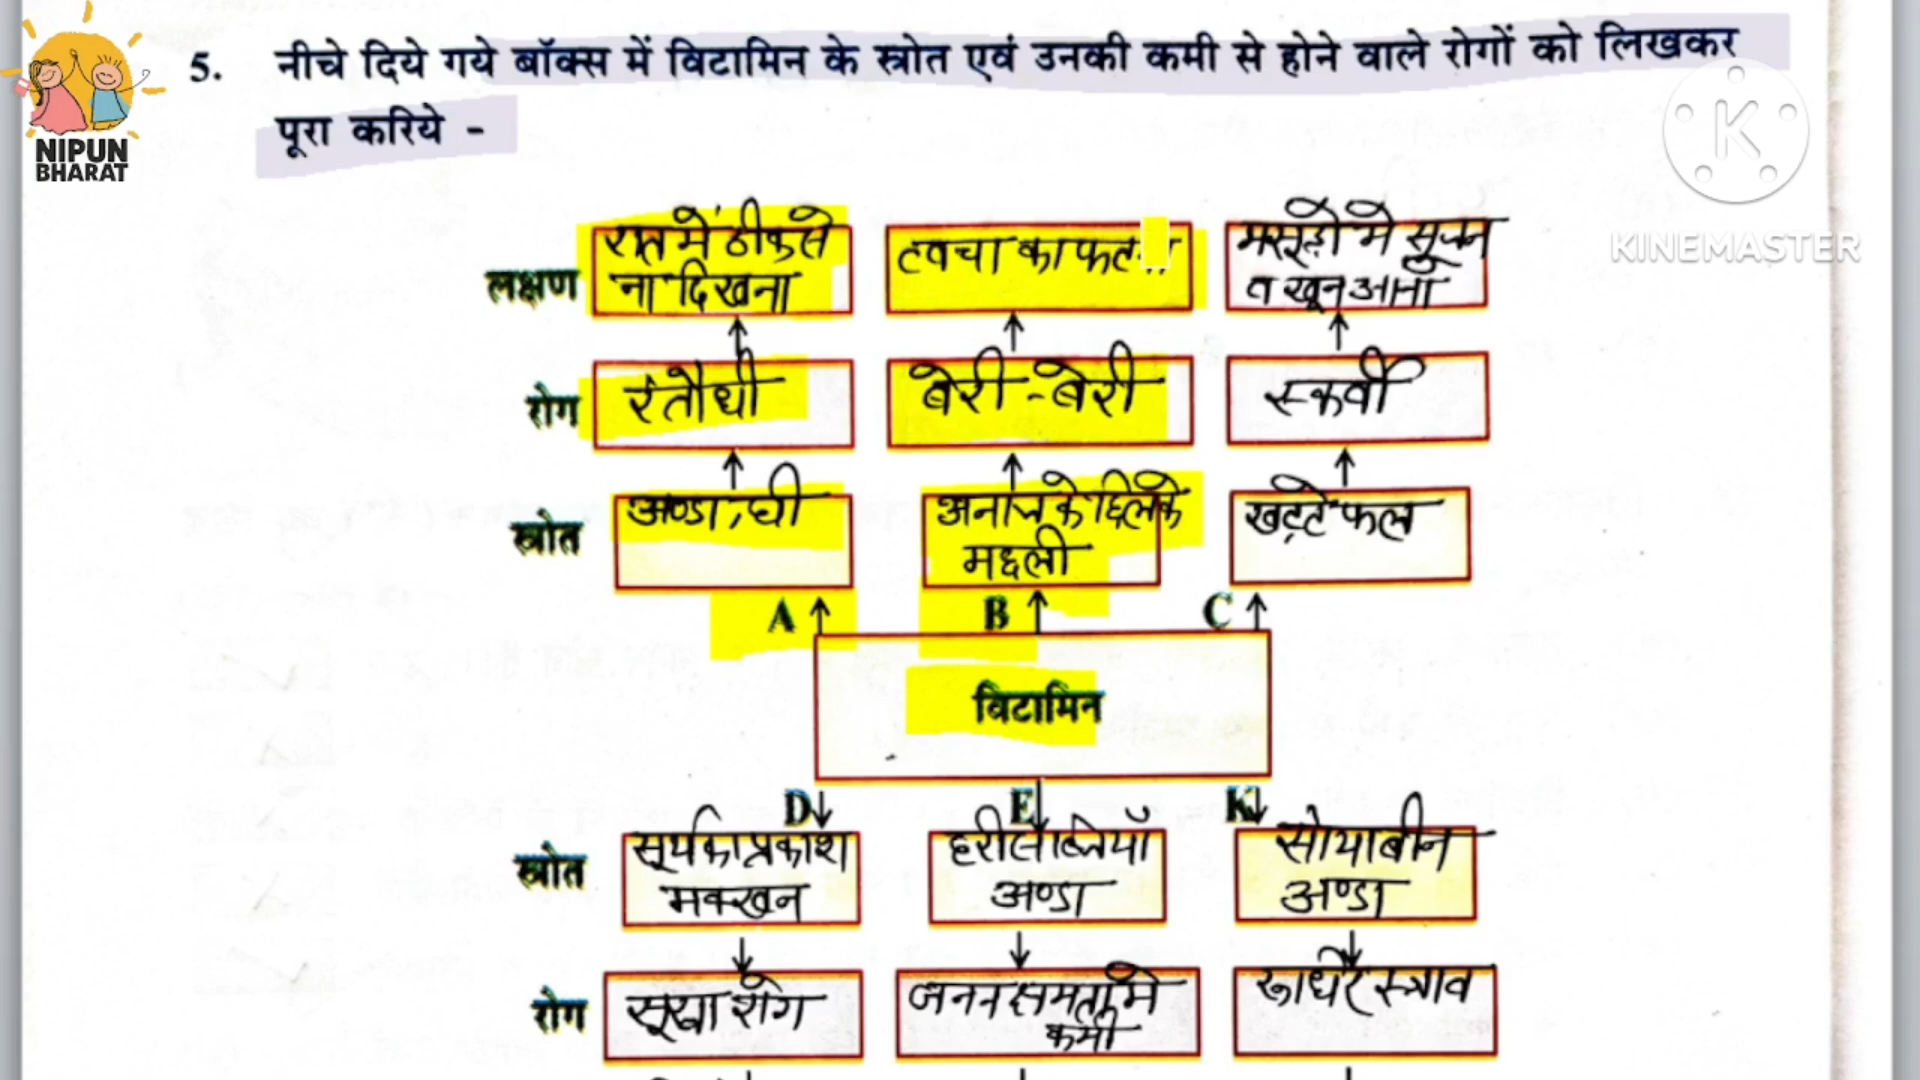 NIPUN
BHARAT
5. नीचे दिये गये बॉक्स में विटामिन के स्त्रोत एवं उनकी कमी से होने वाले रोगों को लिखकर
पूरा करिये -
K
KINEMASTER
लक्षण
रात में ठीक से
ना दिखना
त्वचा का फट
मसूड़ो मे सूजन
व खून आना
रोग
रतौंधी
बेरी-बेरी
स्कर्वी
स्त्रोत
अण्डा, घी
अनाज के छिलके
मछली
खट्टे फल
A B C
विटामिन
D E K
स्त्रोत
सूर्य का प्रकाश
मक्खन
हरी सब्जियाँ
अण्डा
सोयाबीन
अण्डा
रोग
सूखा रोग
जनन क्षमता मे
कमी
रूधिर स्त्राव